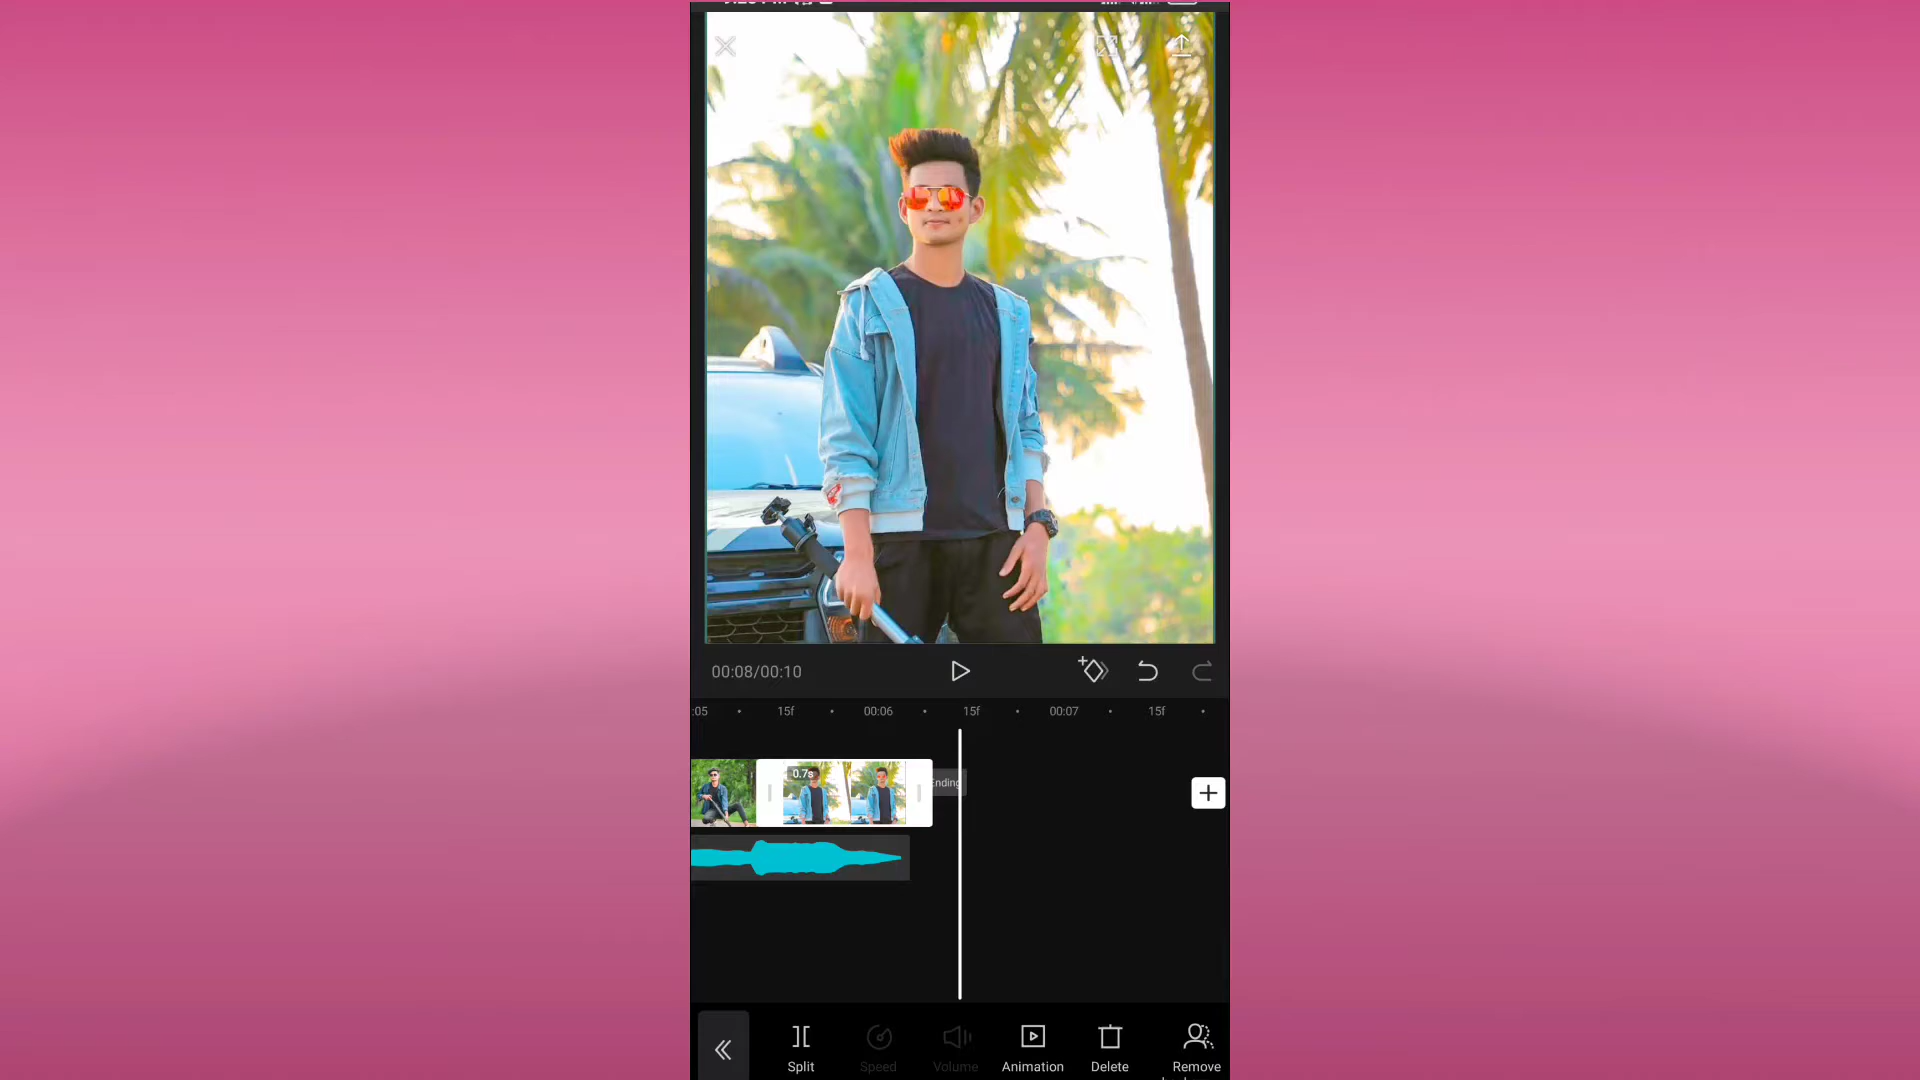 00:08/00:10
:05 15f 00:06 15f 00:07 15f
0.7s
Ending
Split Speed Volume Animation Delete Remove